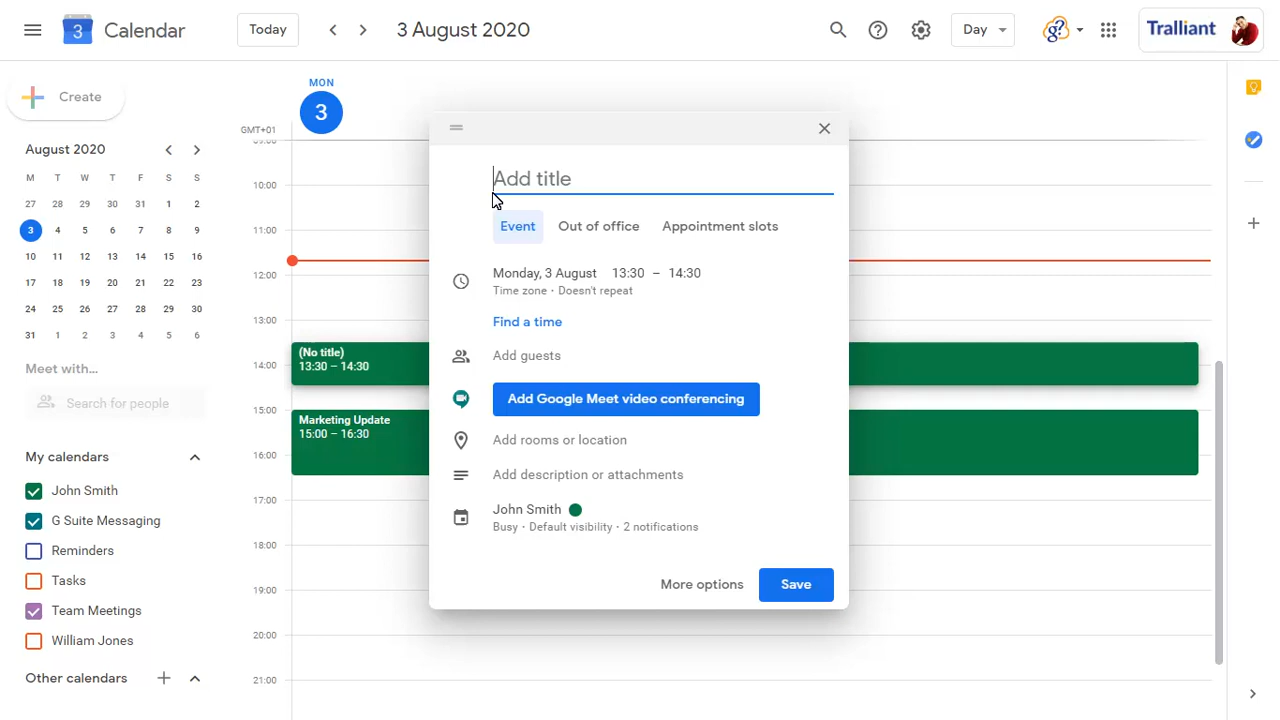 3
Calendar
Today
3 August 2020
Day
g?
Tralliant
Create
August 2020
M T W T F S S
27 28 29 30 31 1 2
3 4 5 6 7 8 9
10 11 12 13 14 15 16
17 18 19 20 21 22 23
24 25 26 27 28 29 30
31 1 2 3 4 5 6
Meet with...
Search for people
My calendars
John Smith
G Suite Messaging
Reminders
Tasks
Team Meetings
William Jones
Other calendars
MON
3
GMT+01
09:00
10:00
11:00
12:00
13:00
14:00
15:00
16:00
17:00
18:00
19:00
20:00
21:00
(No title)
13:30 – 14:30
Marketing Update
15:00 – 16:30
Add title
Event Out of office Appointment slots
Monday, 3 August 13:30 – 14:30
Time zone · Doesn't repeat
Find a time
Add guests
Add Google Meet video conferencing
Add rooms or location
Add description or attachments
John Smith
Busy · Default visibility · 2 notifications
More options Save